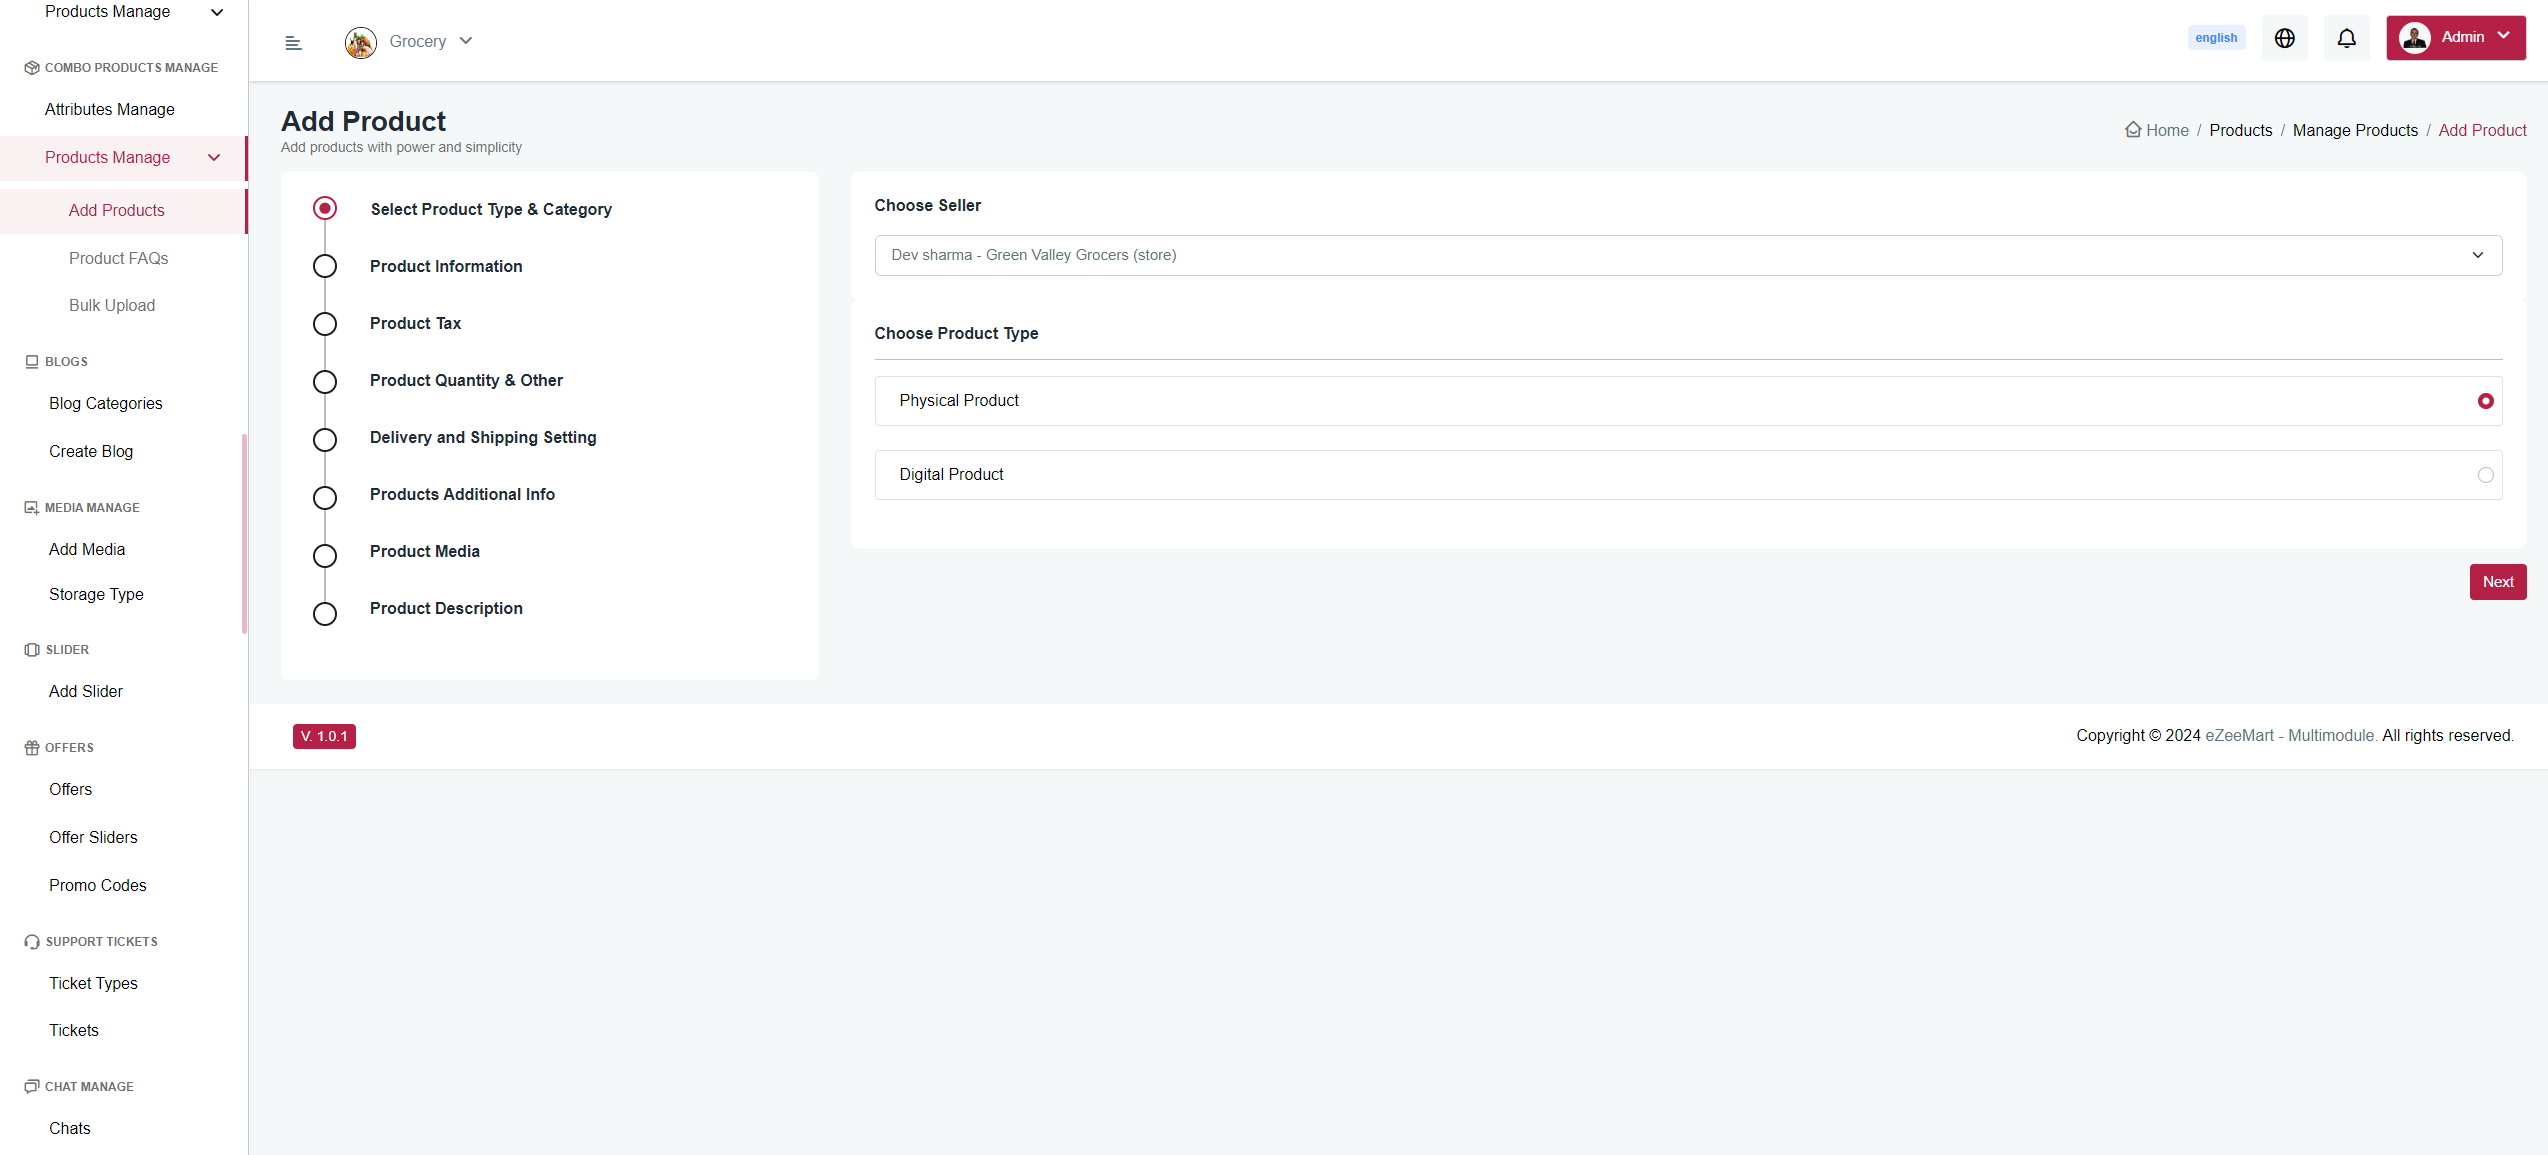 Products Manage
COMBO PRODUCTS MANAGE
Attributes Manage
Products Manage
Add Products
Product FAQs
Bulk Upload
BLOGS
Blog Categories
Create Blog
MEDIA MANAGE
Add Media
Storage Type
SLIDER
Add Slider
OFFERS
Offers
Offer Sliders
Promo Codes
SUPPORT TICKETS
Ticket Types
Tickets
CHAT MANAGE
Chats
Grocery
english
Admin
Add Product
Add products with power and simplicity
Home / Products / Manage Products / Add Product
Select Product Type & Category
Product Information
Product Tax
Product Quantity & Other
Delivery and Shipping Setting
Products Additional Info
Product Media
Product Description
Choose Seller
Dev sharma - Green Valley Grocers (store)
Choose Product Type
Physical Product
Digital Product
Next
V. 1.0.1
Copyright © 2024 eZeeMart - Multimodule. All rights reserved.